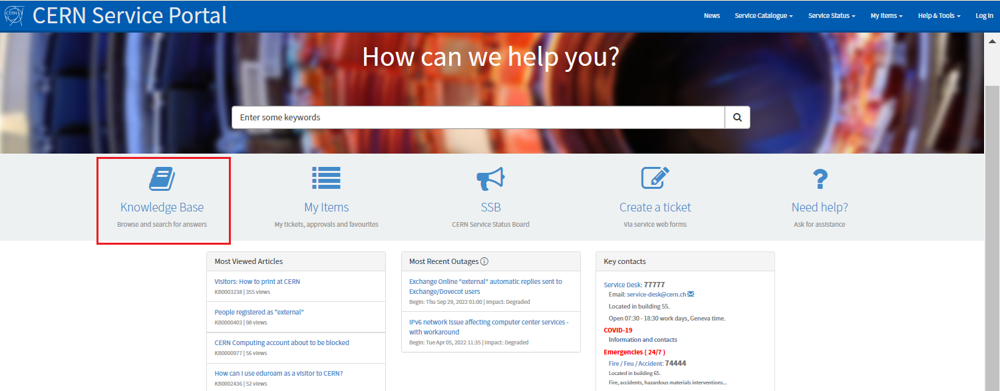 CERN
CERN Service Portal
News
Service Catalogue
Service Status
My Items
Help & Tools
Log in
How can we help you?
Enter some keywords
Knowledge Base
Browse and search for answers
My Items
My tickets, approvals and favourites
SSB
CERN Service Status Board
Create a ticket
Via service web forms
Need help?
Ask for assistance
Most Viewed Articles
Visitors: How to print at CERN
KB0003238 | 355 views
People registered as “external”
KB0000403 | 98 views
CERN Computing account about to be blocked
KB0000977 | 56 views
How can I use eduroam as a visitor to CERN?
KB0002436 | 52 views
Most Recent Outages
Exchange Online "external" automatic replies sent to
Exchange/Dovecot users
Begin: Thu Sep 29, 2022 01:00 | Impact: Degraded
IPv6 network issue affecting computer center services -
with workaround
Begin: Tue Apr 05, 2022 11:35 | Impact: Degraded
Key contacts
Service Desk: 77777
Email: service-desk@cern.ch
Located in building 55.
Open 07:30 - 18:30 work days, Geneva time.
COVID-19
Information and contacts
Emergencies ( 24/7 )
Fire / Feu / Accident: 74444
Located in building 65.
Fire, accidents, hazardous materials interventions...